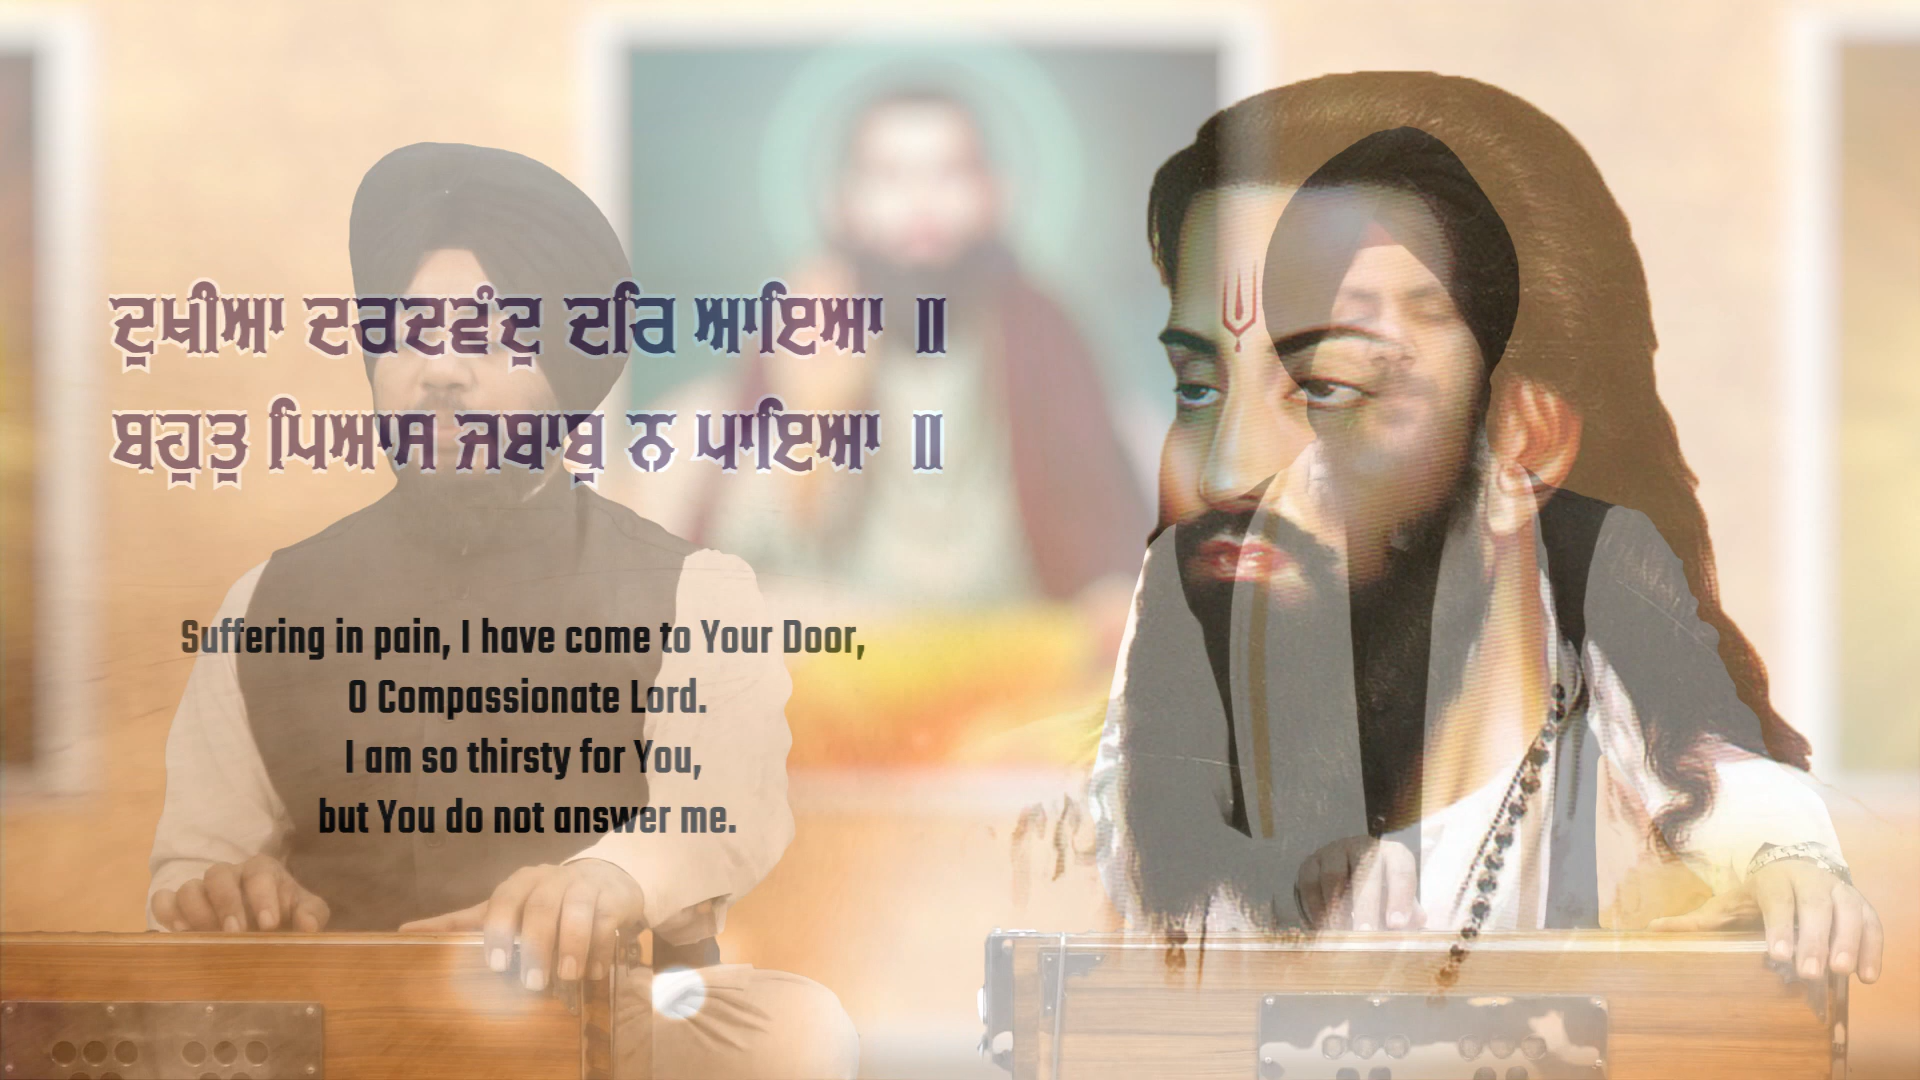 ਦੁਖੀਆ ਦਰਦਵੰਦੁ ਦਰਿ ਆਇਆ ॥
ਬਹੁੜੁ ਪਿਆਸ ਜਬਾਬੁ ਨ ਪਾਇਆ ॥
Suffering in pain, I have come to Your Door,
O Compassionate Lord.
I am so thirsty for You,
but You do not answer me.